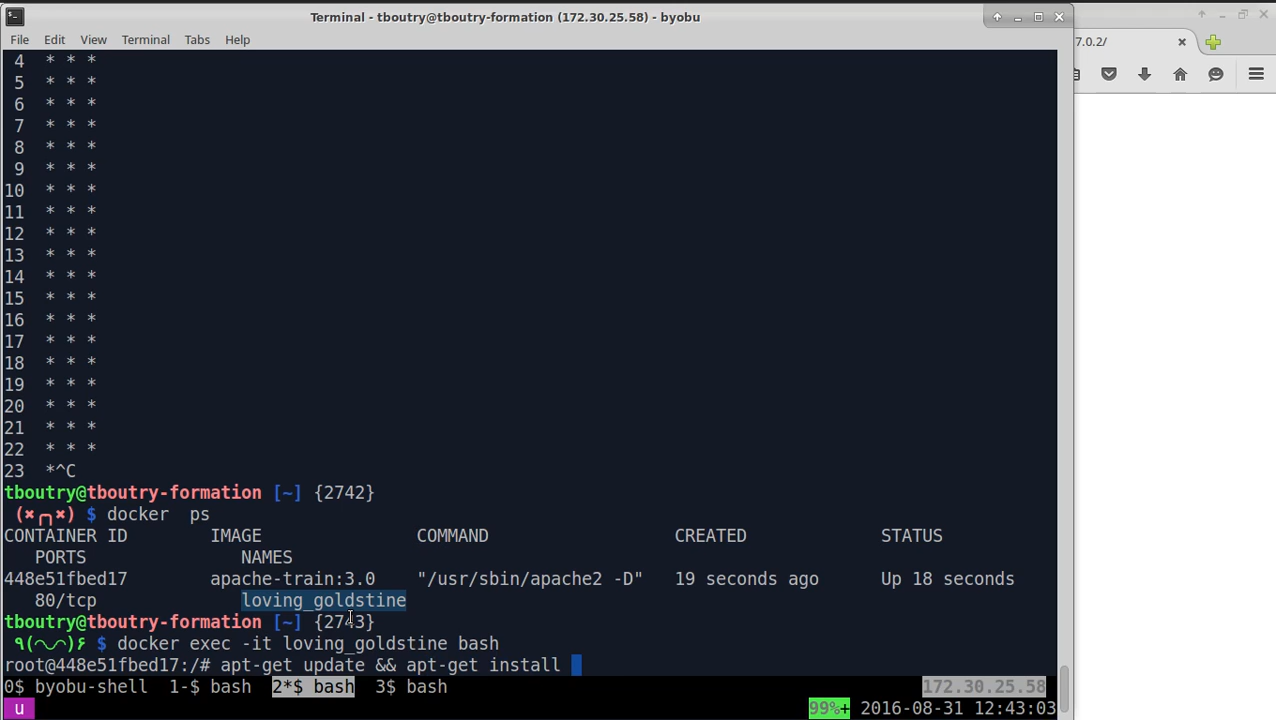 Terminal - tboutry@tboutry-formation (172.30.25.58) - byobu
File Edit View Terminal Tabs Help
7.0.2/
4 * * *
5 * * *
6 * * *
7 * * *
8 * * *
9 * * *
10 * * *
11 * * *
12 * * *
13 * * *
14 * * *
15 * * *
16 * * *
17 * * *
18 * * *
19 * * *
20 * * *
21 * * *
22 * * *
23 *^C
tboutry@tboutry-formation [~] {2742}
(✖╭╮✖) $ docker  ps
CONTAINER ID IMAGE COMMAND CREATED STATUS
PORTS NAMES
448e51fbed17 apache-train:3.0 "/usr/sbin/apache2 -D" 19 seconds ago Up 18 seconds
80/tcp loving_goldstine
tboutry@tboutry-formation [~] {2743}
٩(◠◡◠)۶ $ docker exec -it loving_goldstine bash
root@448e51fbed17:/# apt-get update && apt-get install
0$ byobu-shell 1-$ bash 2*$ bash 3$ bash 172.30.25.58
u 99%+ 2016-08-31 12:43:03